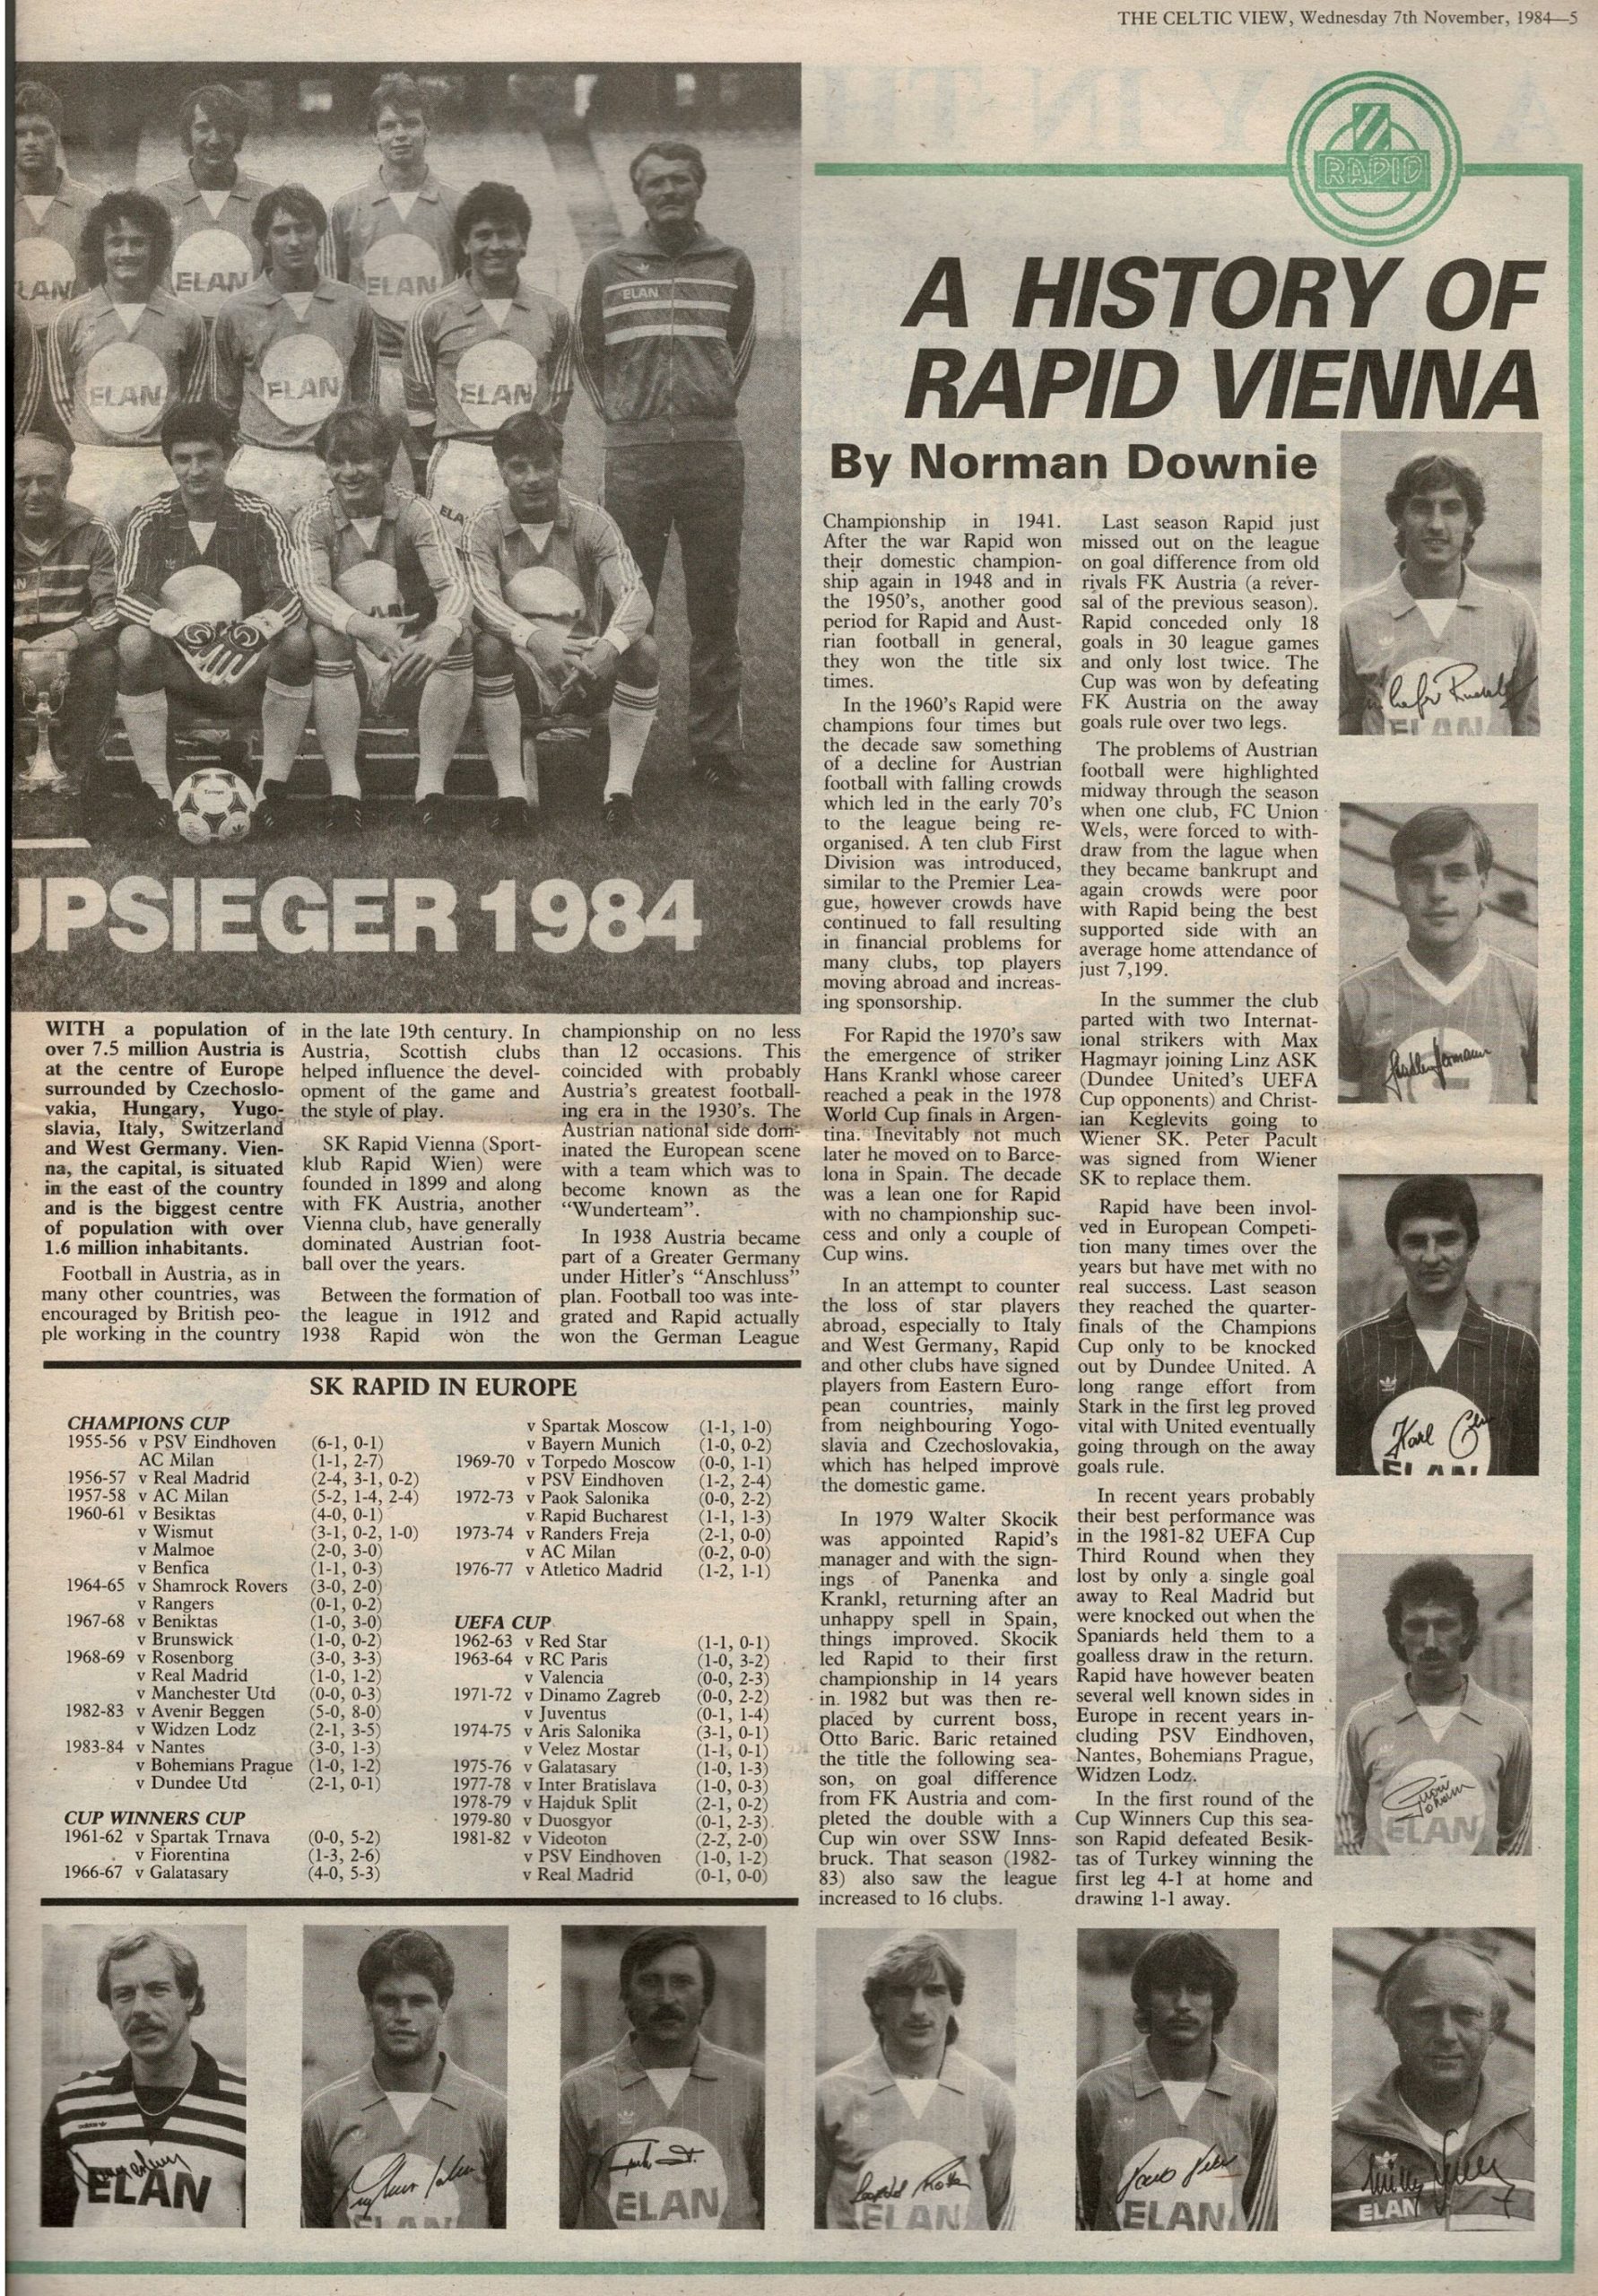 THE CELTIC VIEW, Wednesday 7th November, 1984—5
RAPID
A HISTORY OF
RAPID VIENNA
By Norman Downie
LAN
ELAN
ELAN
ELAN
ELAN
ELAN
ELAN
ELA
UPSIEGER 1984
WITH a population of
over 7.5 million Austria is
at the centre of Europe
surrounded by Czechoslo-
vakia, Hungary, Yugo-
slavia, Italy, Switzerland
and West Germany. Vien-
na, the capital, is situated
in the east of the country
and is the biggest centre
of population with over
1.6 million inhabitants.
Football in Austria, as in
many other countries, was
encouraged by British peo-
ple working in the country
in the late 19th century. In
Austria, Scottish clubs
helped influence the devel-
opment of the game and
the style of play.
SK Rapid Vienna (Sport-
klub Rapid Wien) were
founded in 1899 and along
with FK Austria, another
Vienna club, have generally
dominated Austrian foot-
ball over the years.
Between the formation of
the league in 1912 and
1938 Rapid won the
championship on no less
than 12 occasions. This
coincided with probably
Austria's greatest football-
ing era in the 1930's. The
Austrian national side dom-
inated the European scene
with a team which was to
become known as the
"Wunderteam".
In 1938 Austria became
part of a Greater Germany
under Hitler's "Anschluss"
plan. Football too was inte-
grated and Rapid actually
won the German League
Championship in 1941.
After the war Rapid won
their domestic champion-
ship again in 1948 and in
the 1950's, another good
period for Rapid and Aust-
rian football in general,
they won the title six
times.
In the 1960's Rapid were
champions four times but
the decade saw something
of a decline for Austrian
football with falling crowds
which led in the early 70's
to the league being re-
organised. A ten club First
Division was introduced,
similar to the Premier Lea-
gue, however crowds have
continued to fall resulting
in financial problems for
many clubs, top players
moving abroad and increas-
ing sponsorship.
For Rapid the 1970's saw
the emergence of striker
Hans Krankl whose career
reached a peak in the 1978
World Cup finals in Argen-
tina. Inevitably not much
later he moved on to Barce-
lona in Spain. The decade
was a lean one for Rapid
with no championship suc-
cess and only a couple of
Cup wins.
In an attempt to counter
the loss of star players
abroad, especially to Italy
and West Germany, Rapid
and other clubs have signed
players from Eastern Euro-
pean countries, mainly
from neighbouring Yogo-
slavia and Czechoslovakia,
which has helped improve
the domestic game.
In 1979 Walter Skocik
was appointed Rapid's
manager and with the sign-
ings of Panenka and
Krankl, returning after an
unhappy spell in Spain,
things improved. Skocik
led Rapid to their first
championship in 14 years
in 1982 but was then re-
placed by current boss,
Otto Baric. Baric retained
the title the following sea-
son, on goal difference
from FK Austria and com-
pleted the double with a
Cup win over SSW Inns-
bruck. That season (1982-
83) also saw the league
increased to 16 clubs.
Last season Rapid just
missed out on the league
on goal difference from old
rivals FK Austria (a rever-
sal of the previous season).
Rapid conceded only 18
goals in 30 league games
and only lost twice. The
Cup was won by defeating
FK Austria on the away
goals rule over two legs.
The problems of Austrian
football were highlighted
midway through the season
when one club, FC Union
Wels, were forced to with-
draw from the lague when
they became bankrupt and
again crowds were poor
with Rapid being the best
supported side with an
average home attendance of
just 7,199.
In the summer the club
parted with two Internat-
ional strikers with Max
Hagmayr joining Linz ASK
(Dundee United's UEFA
Cup opponents) and Christ-
ian Keglevits going to
Wiener SK. Peter Pacult
was signed from Wiener
SK to replace them.
Rapid have been invol-
ved in European Competi-
tion many times over the
years but have met with no
real success. Last season
they reached the quarter-
finals of the Champions
Cup only to be knocked
out by Dundee United. A
long range effort from
Stark in the first leg proved
vital with United eventually
going through on the away
goals rule.
In recent years probably
their best performance was
in the 1981-82 UEFA Cup
Third Round when they
lost by only a single goal
away to Real Madrid but
were knocked out when the
Spaniards held them to a
goalless draw in the return.
Rapid have however beaten
several well known sides in
Europe in recent years in-
cluding PSV Eindhoven,
Nantes, Bohemians Prague,
Widzen Lodz.
In the first round of the
Cup Winners Cup this sea-
son Rapid defeated Besik-
tas of Turkey winning the
first leg 4-1 at home and
drawing 1-1 away.
SK RAPID IN EUROPE
CHAMPIONS CUP
1955-56 v PSV Eindhoven (6-1, 0-1)
AC Milan (1-1, 2-7)
1956-57 v Real Madrid (2-4, 3-1, 0-2)
1957-58 v AC Milan (5-2, 1-4, 2-4)
1960-61 v Besiktas (4-0, 0-1)
v Wismut (3-1, 0-2, 1-0)
v Malmoe (2-0, 3-0)
v Benfica (1-1, 0-3)
1964-65 v Shamrock Rovers (3-0, 2-0)
v Rangers (0-1, 0-2)
1967-68 v Beniktas (1-0, 3-0)
v Brunswick (1-0, 0-2)
1968-69 v Rosenborg (3-0, 3-3)
v Real Madrid (1-0, 1-2)
v Manchester Utd (0-0, 0-3)
1982-83 v Avenir Beggen (5-0, 8-0)
v Widzen Lodz (2-1, 3-5)
1983-84 v Nantes (3-0, 1-3)
v Bohemians Prague (1-0, 1-2)
v Dundee Utd (2-1, 0-1)
CUP WINNERS CUP
1961-62 v Spartak Trnava (0-0, 5-2)
v Fiorentina (1-3, 2-6)
1966-67 v Galatasary (4-0, 5-3)
v Spartak Moscow (1-1, 1-0)
v Bayern Munich (1-0, 0-2)
1969-70 v Torpedo Moscow (0-0, 1-1)
v PSV Eindhoven (1-2, 2-4)
1972-73 v Paok Salonika (0-0, 2-2)
v Rapid Bucharest (1-1, 1-3)
1973-74 v Randers Freja (2-1, 0-0)
v AC Milan (0-2, 0-0)
1976-77 v Atletico Madrid (1-2, 1-1)
UEFA CUP
1962-63 v Red Star (1-1, 0-1)
1963-64 v RC Paris (1-0, 3-2)
v Valencia (0-0, 2-3)
1971-72 v Dinamo Zagreb (0-0, 2-2)
v Juventus (0-1, 1-4)
1974-75 v Aris Salonika (3-1, 0-1)
v Velez Mostar (1-1, 0-1)
1975-76 v Galatasary (1-0, 1-3)
1977-78 v Inter Bratislava (1-0, 0-3)
1978-79 v Hajduk Split (2-1, 0-2)
1979-80 v Duosgyor (0-1, 2-3)
1981-82 v Videoton (2-2, 2-0)
v PSV Eindhoven (1-0, 1-2)
v Real Madrid (0-1, 0-0)
ELAN
Karl
ELAN
ELAN
ELAN
ELAN
ELAN
ELAN
ELAN